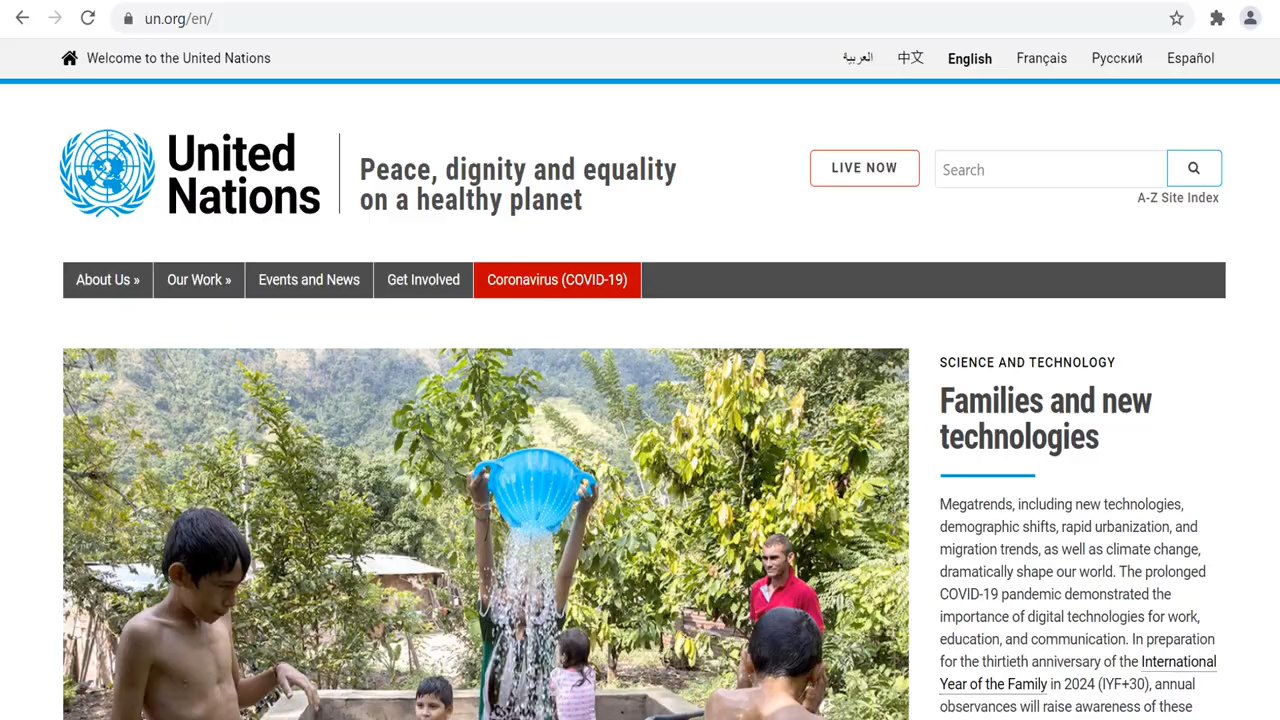 un.org/en/
Welcome to the United Nations
العربية
中文
English
Français
Русский
Español
United
Nations
Peace, dignity and equality
on a healthy planet
LIVE NOW
Search
A-Z Site Index
About Us »
Our Work »
Events and News
Get Involved
Coronavirus (COVID-19)
SCIENCE AND TECHNOLOGY
Families and new
technologies
Megatrends, including new technologies,
demographic shifts, rapid urbanization, and
migration trends, as well as climate change,
dramatically shape our world. The prolonged
COVID-19 pandemic demonstrated the
importance of digital technologies for work,
education, and communication. In preparation
for the thirtieth anniversary of the International
Year of the Family in 2024 (IYF+30), annual
observances will raise awareness of these